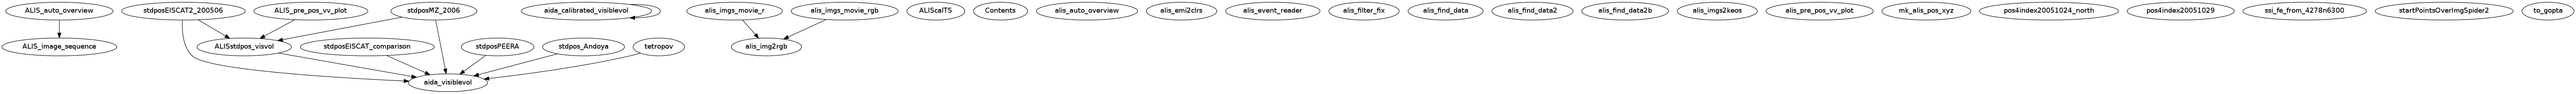 ALIS_auto_overview
stdposEISCAT2_200506
ALIS_pre_pos_vv_plot
stdposMZ_2006
aida_calibrated_visiblevol
alis_imgs_movie_r
alis_imgs_movie_rgb
ALIScalTS
Contents
alis_auto_overview
alis_emi2clrs
alis_event_reader
alis_filter_fix
alis_find_data
alis_find_data2
alis_find_data2b
alis_imgs2keos
alis_pre_pos_vv_plot
mk_alis_pos_xyz
pos4index20051024_north
pos4index20051029
ssi_fe_from_4278n6300
startPointsOverImgSpider2
to_gopta
ALIS_image_sequence
ALISstdpos_visvol
stdposEISCAT_comparison
stdposPEERA
stdpos_Andoya
tetropov
alis_img2rgb
aida_visiblevol